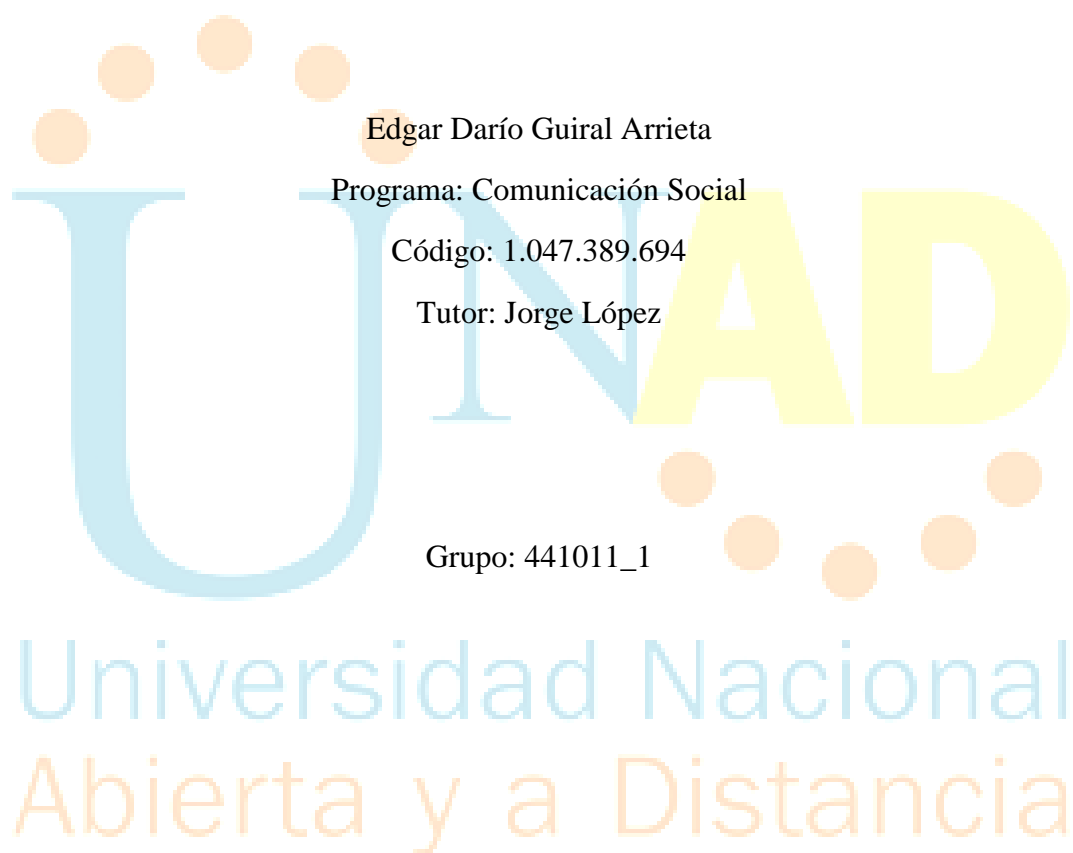 Edgar Darío Guiral Arrieta
Programa: Comunicación Social
Código: 1.047.389.694
Tutor: Jorge López
UNAD
Grupo: 441011_1
Universidad Nacional
Abierta y a Distancia